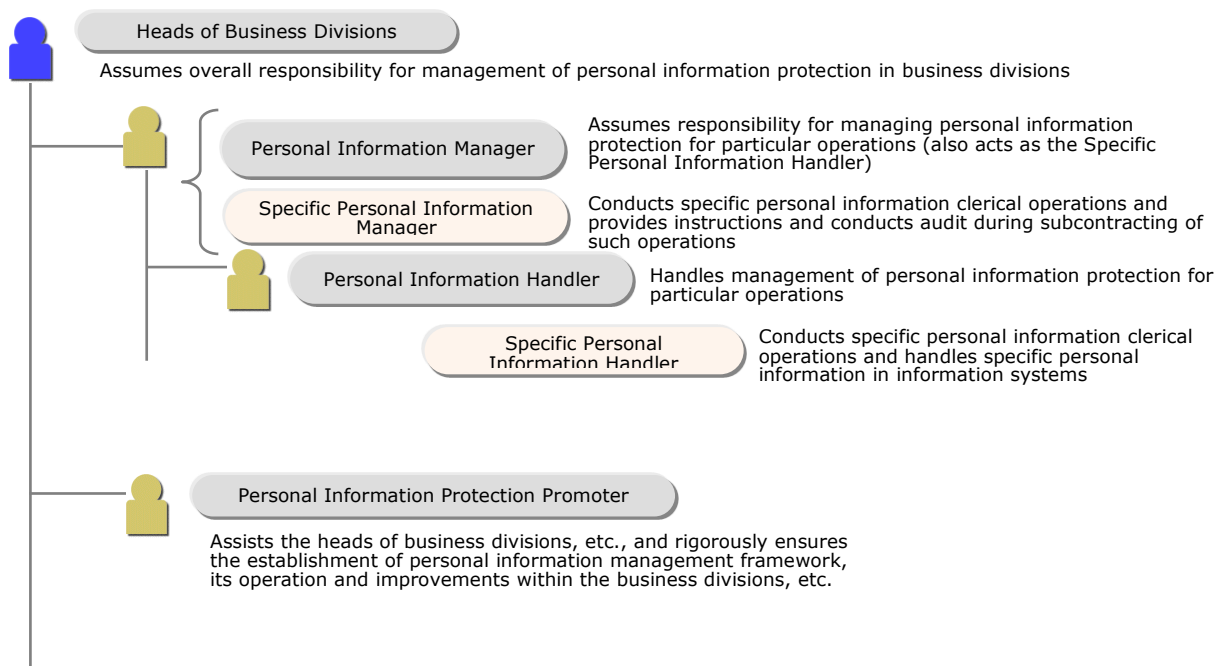 Heads of Business Divisions
Assumes overall responsibility for management of personal information protection in business divisions
Personal Information Manager
Assumes responsibility for managing personal information
protection for particular operations (also acts as the Specific
Personal Information Handler)
Specific Personal Information
Manager
Conducts specific personal information clerical operations and
provides instructions and conducts audit during subcontracting of
such operations
Personal Information Handler
Handles management of personal information protection for
particular operations
Specific Personal
Information Handler
Conducts specific personal information clerical
operations and handles specific personal
information in information systems
Personal Information Protection Promoter
Assists the heads of business divisions, etc., and rigorously ensures
the establishment of personal information management framework,
its operation and improvements within the business divisions, etc.